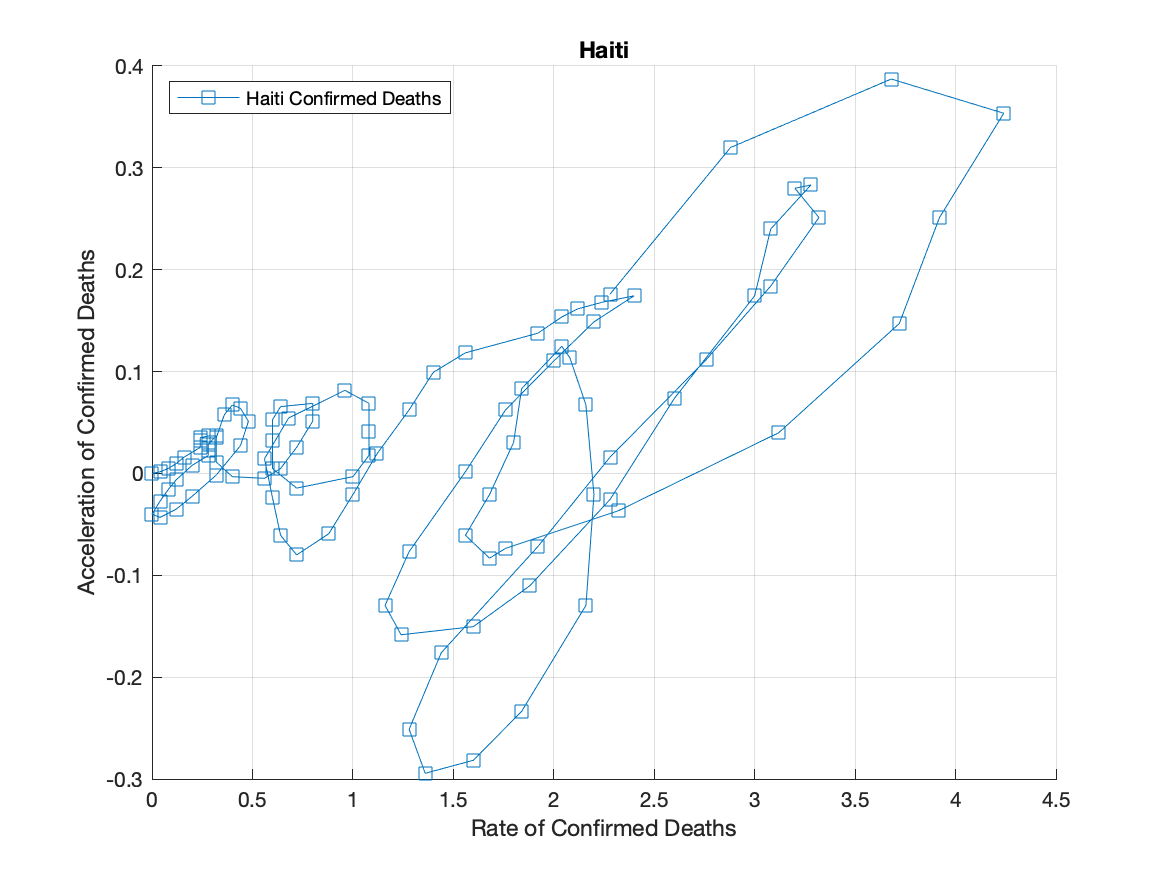 Haiti
Haiti Confirmed Deaths
0.4
0.3
0.2
0.1
0
-0.1
-0.2
-0.3
Acceleration of Confirmed Deaths
0 0.5 1 1.5 2 2.5 3 3.5 4 4.5
Rate of Confirmed Deaths